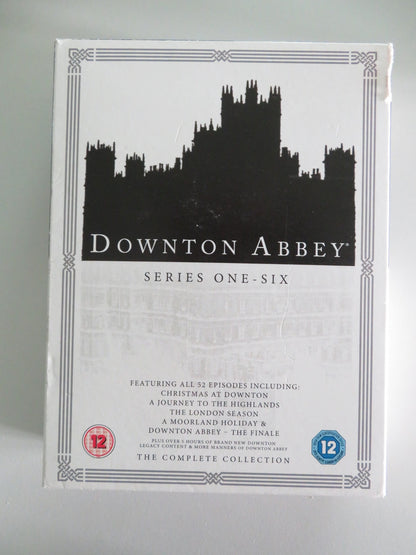 DOWNTON ABBEY®
SERIES ONE-SIX
FEATURING ALL 52 EPISODES INCLUDING:
CHRISTMAS AT DOWNTON
A JOURNEY TO THE HIGHLANDS
THE LONDON SEASON
A MOORLAND HOLIDAY &
DOWNTON ABBEY – THE FINALE
PLUS OVER 5 HOURS OF BRAND NEW DOWNTON
LEGACY CONTENT & MORE MANNERS OF DOWNTON ABBEY
12
12
THE COMPLETE COLLECTION